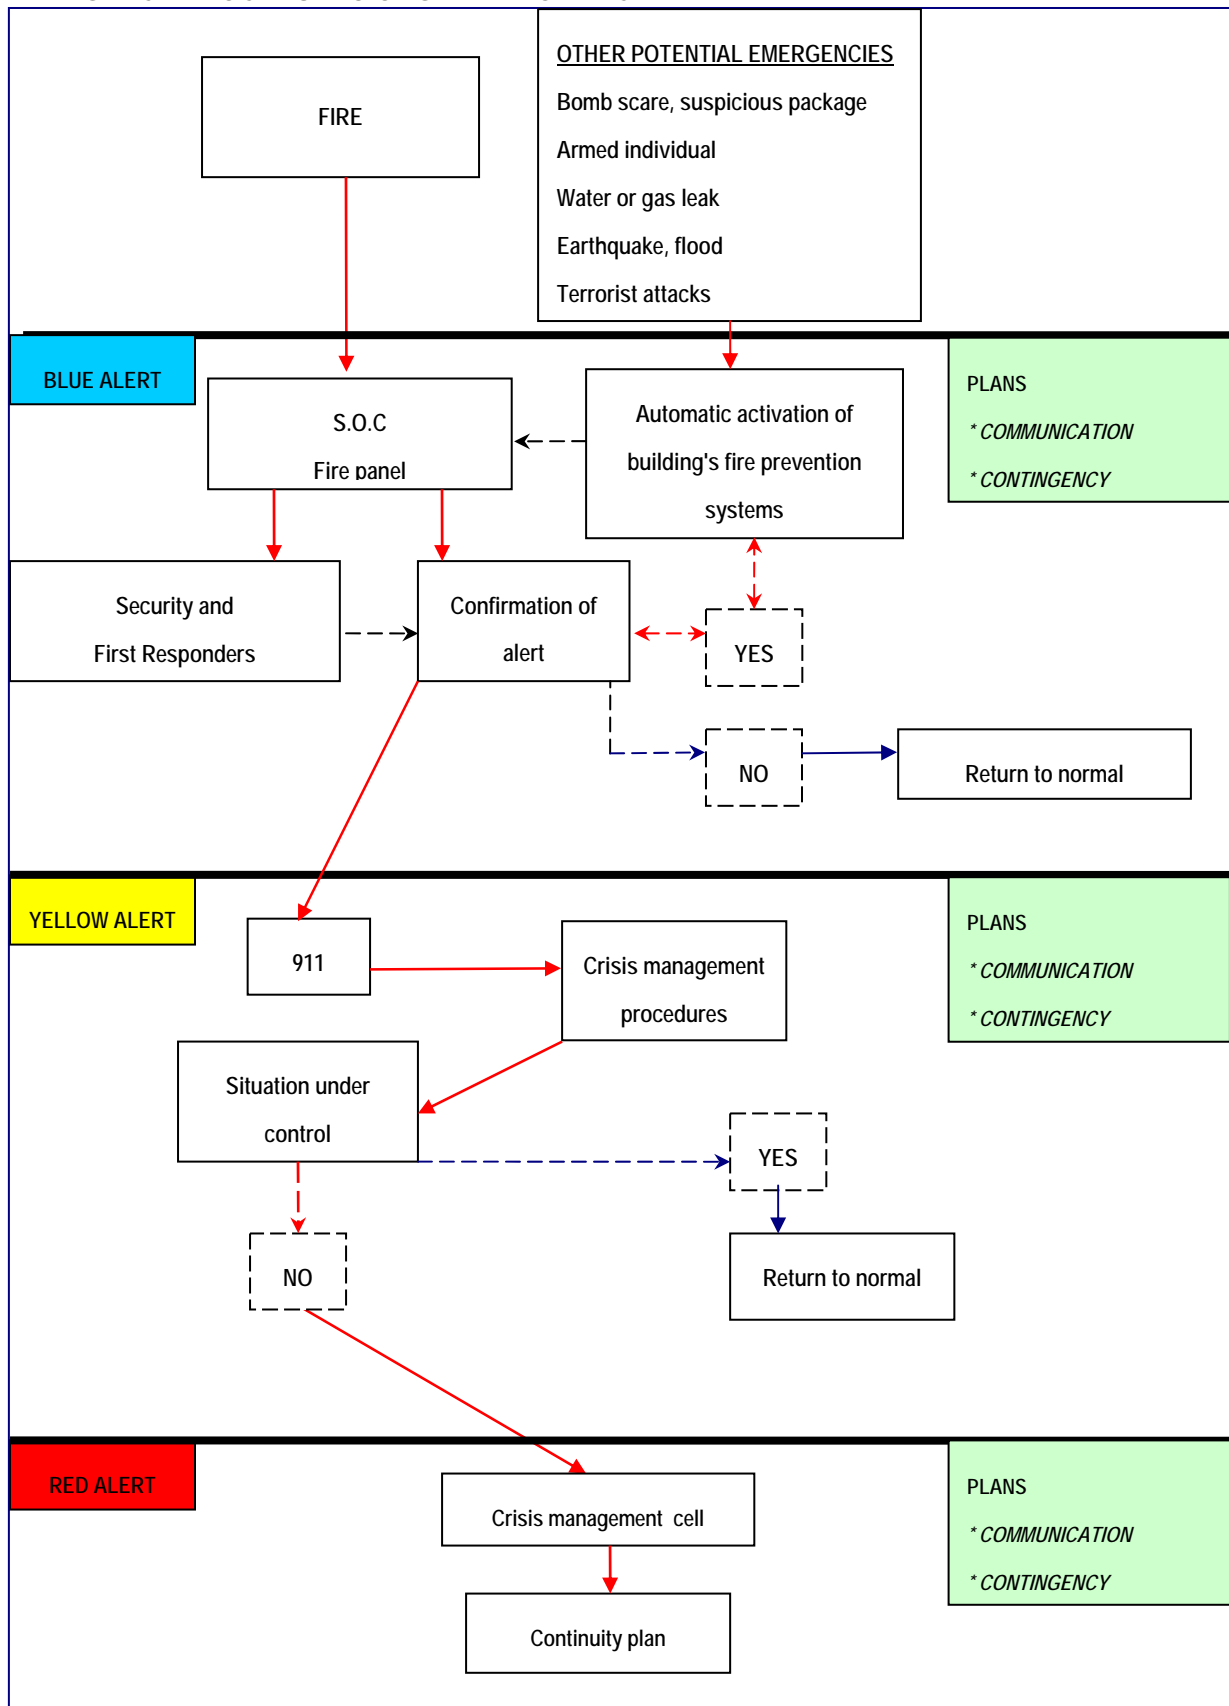 FIRE
OTHER POTENTIAL EMERGENCIES
Bomb scare, suspicious package
Armed individual
Water or gas leak
Earthquake, flood
Terrorist attacks
BLUE ALERT
S.O.C
Fire panel
Automatic activation of
building's fire prevention
systems
PLANS
* COMMUNICATION
* CONTINGENCY
Security and
First Responders
Confirmation of
alert
YES
NO
Return to normal
YELLOW ALERT
911
Crisis management
procedures
PLANS
* COMMUNICATION
* CONTINGENCY
Situation under
control
YES
NO
Return to normal
RED ALERT
Crisis management cell
PLANS
* COMMUNICATION
* CONTINGENCY
Continuity plan